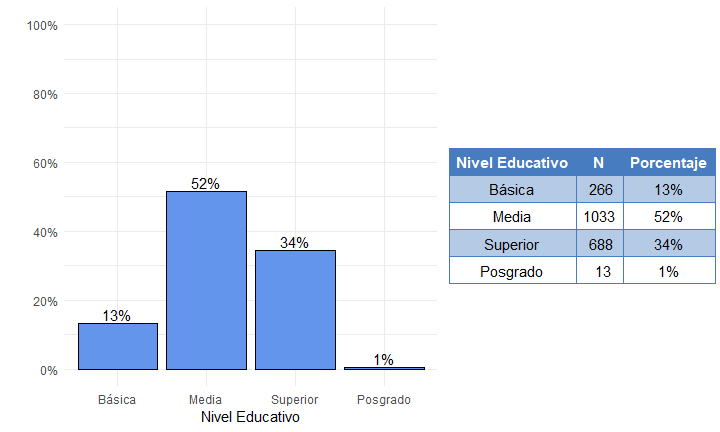 100%
80%
60%
40%
20%
0%
13%
52%
34%
1%
Básica Media Superior Posgrado
Nivel Educativo
Nivel Educativo N Porcentaje
Básica 266 13%
Media 1033 52%
Superior 688 34%
Posgrado 13 1%